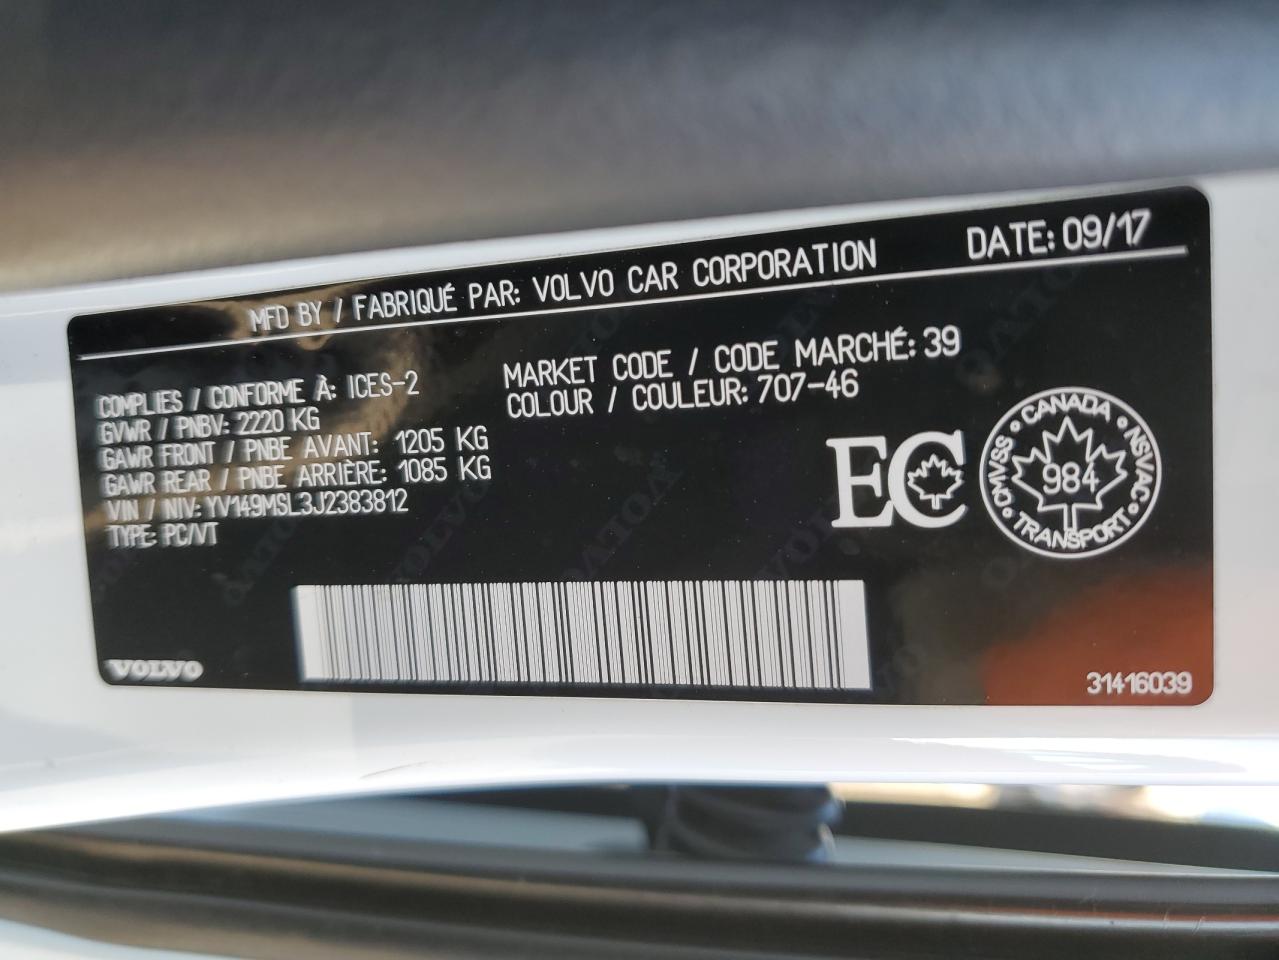 MFD BY / FABRIQUÉ PAR: VOLVO CAR CORPORATION DATE: 09/17
COMPLIES / CONFORME À: ICES-2
GVWR / PNBV: 2220 KG
GAWR FRONT / PNBE AVANT: 1205 KG
GAWR REAR / PNBE ARRIÈRE: 1085 KG
VIN / NIV: YV149MSL3J2383812
TYPE: PC/VT
MARKET CODE / CODE MARCHÉ: 39
COLOUR / COULEUR: 707-46
EC
CANADA
CMVSS • NSVAC
984
TRANSPORT
VOLVO
31416039